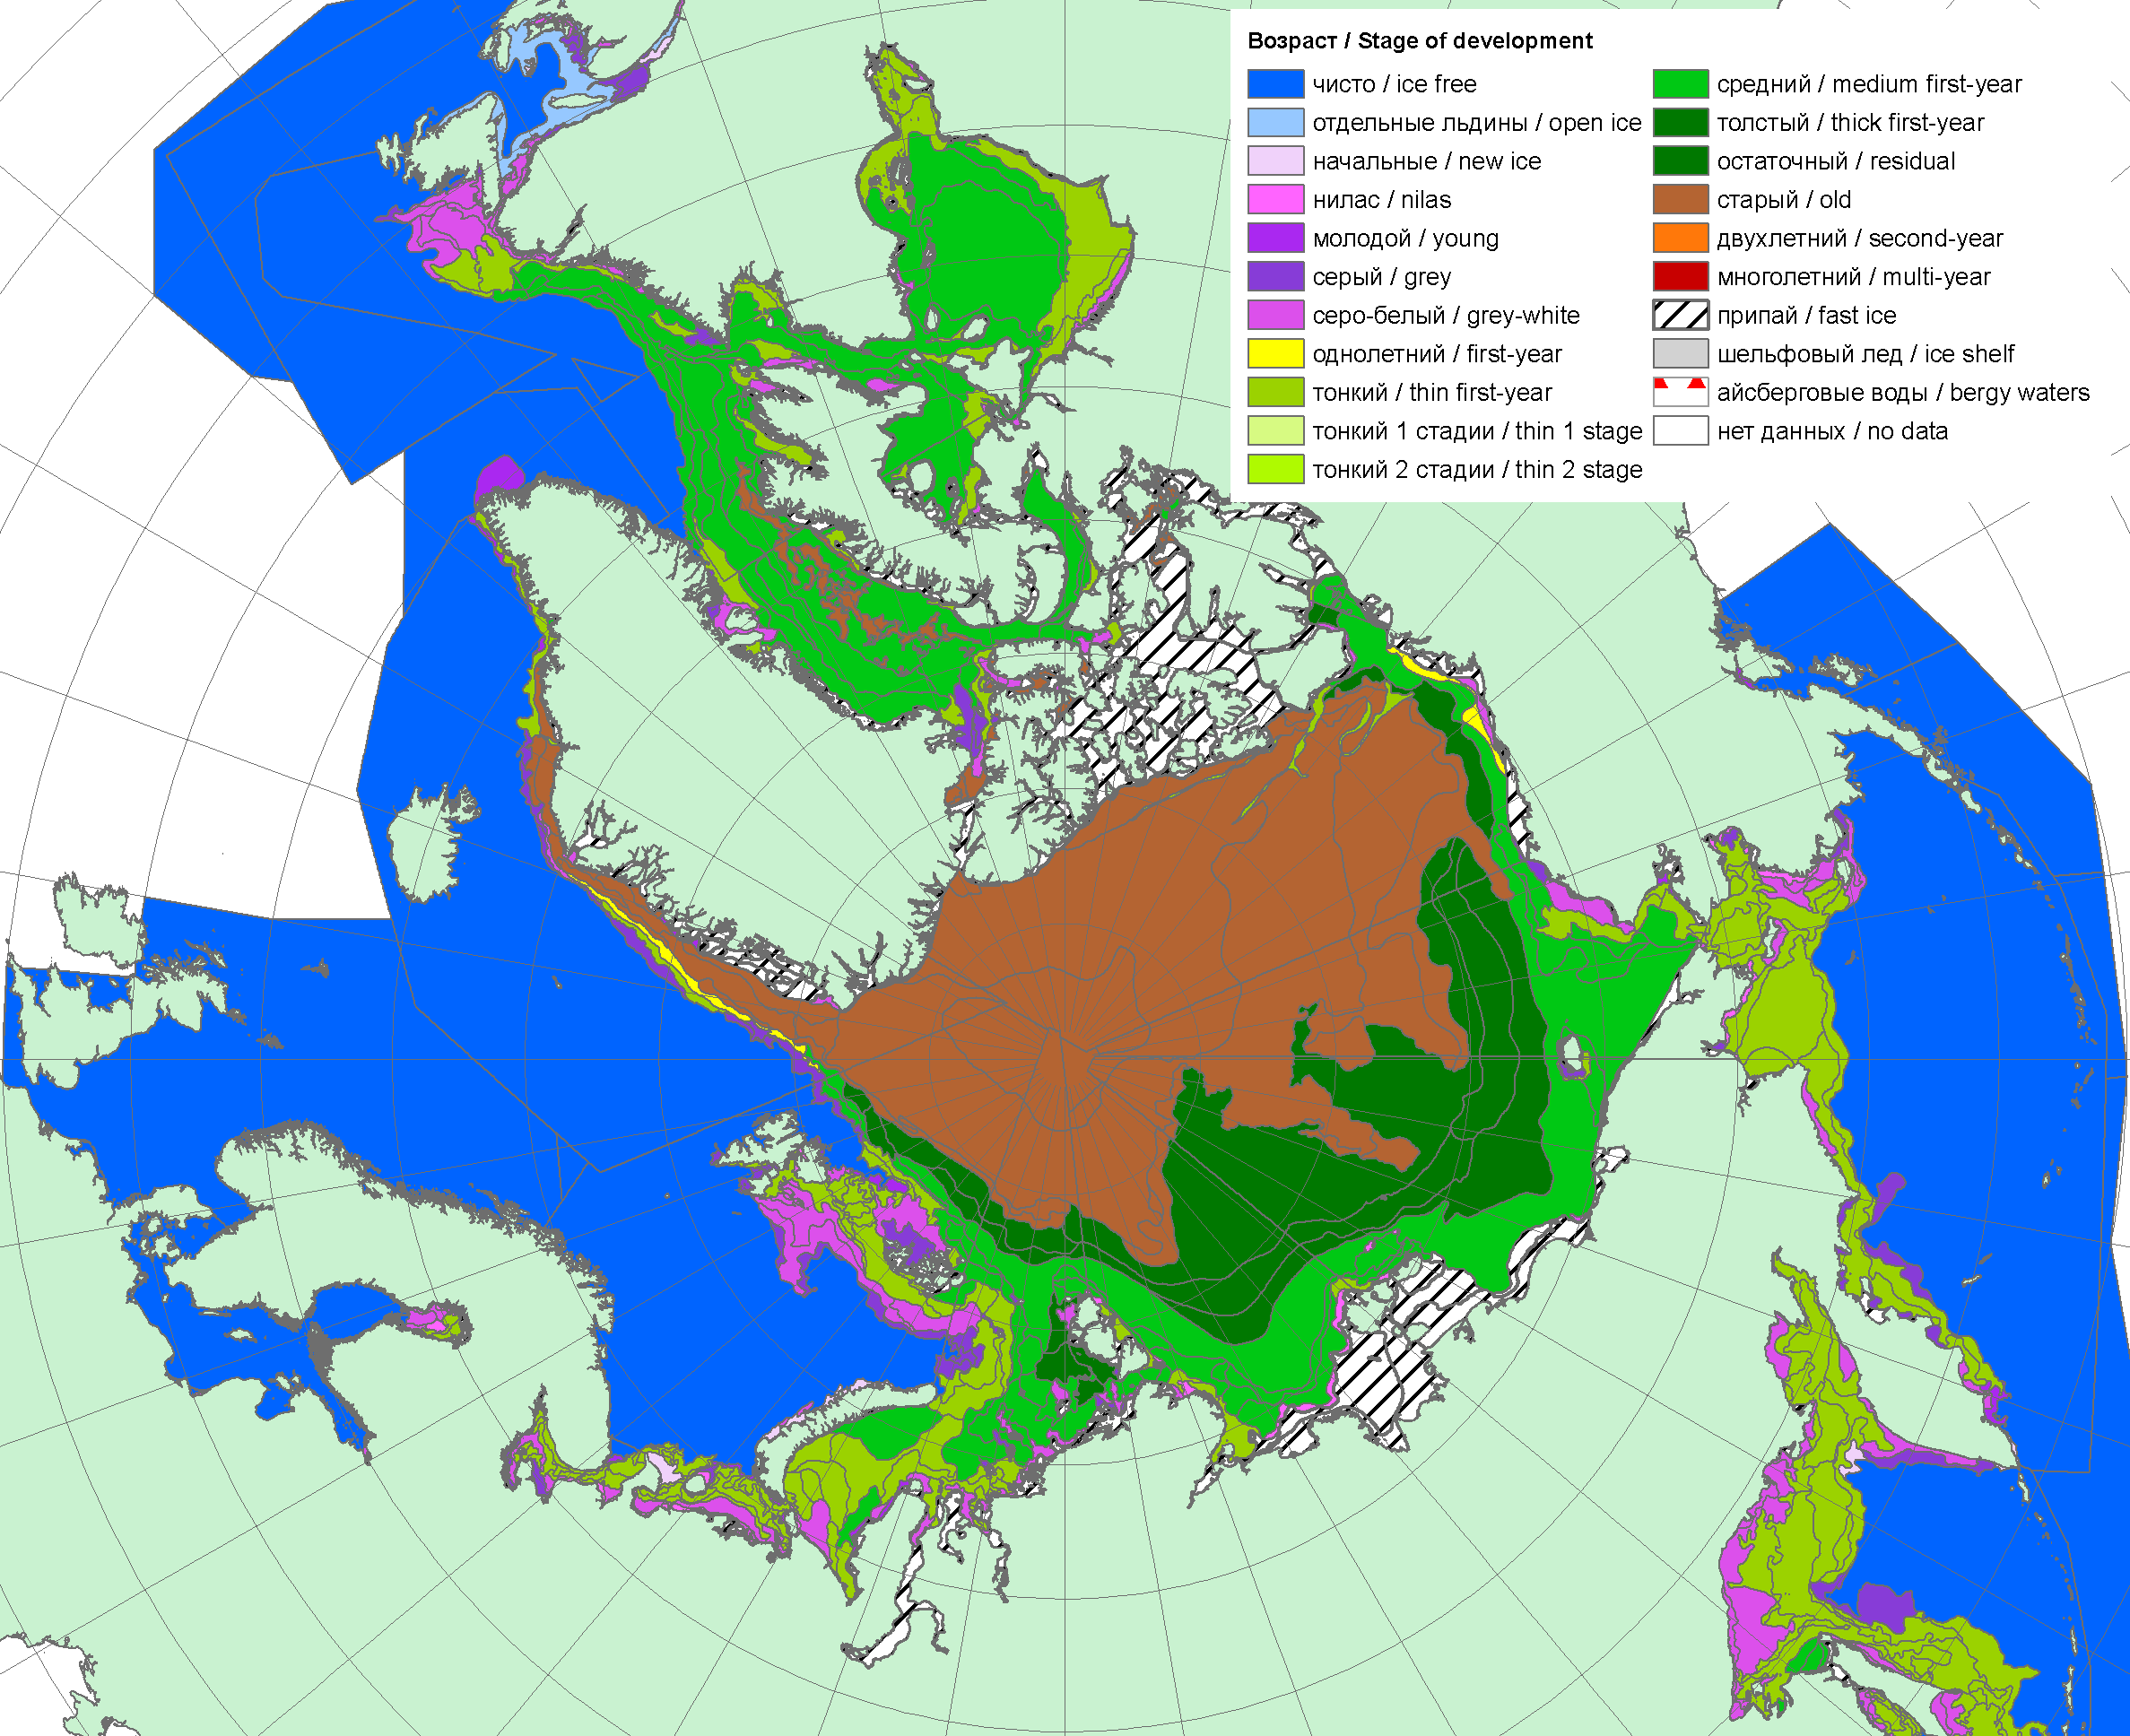 Возраст / Stage of development
чисто / ice free
отдельные льдины / open ice
начальные / new ice
нилас / nilas
молодой / young
серый / grey
серо-белый / grey-white
однолетний / first-year
тонкий / thin first-year
тонкий 1 стадии / thin 1 stage
тонкий 2 стадии / thin 2 stage
средний / medium first-year
толстый / thick first-year
остаточный / residual
старый / old
двухлетний / second-year
многолетний / multi-year
припай / fast ice
шельфовый лед / ice shelf
айсберговые воды / bergy waters
нет данных / no data